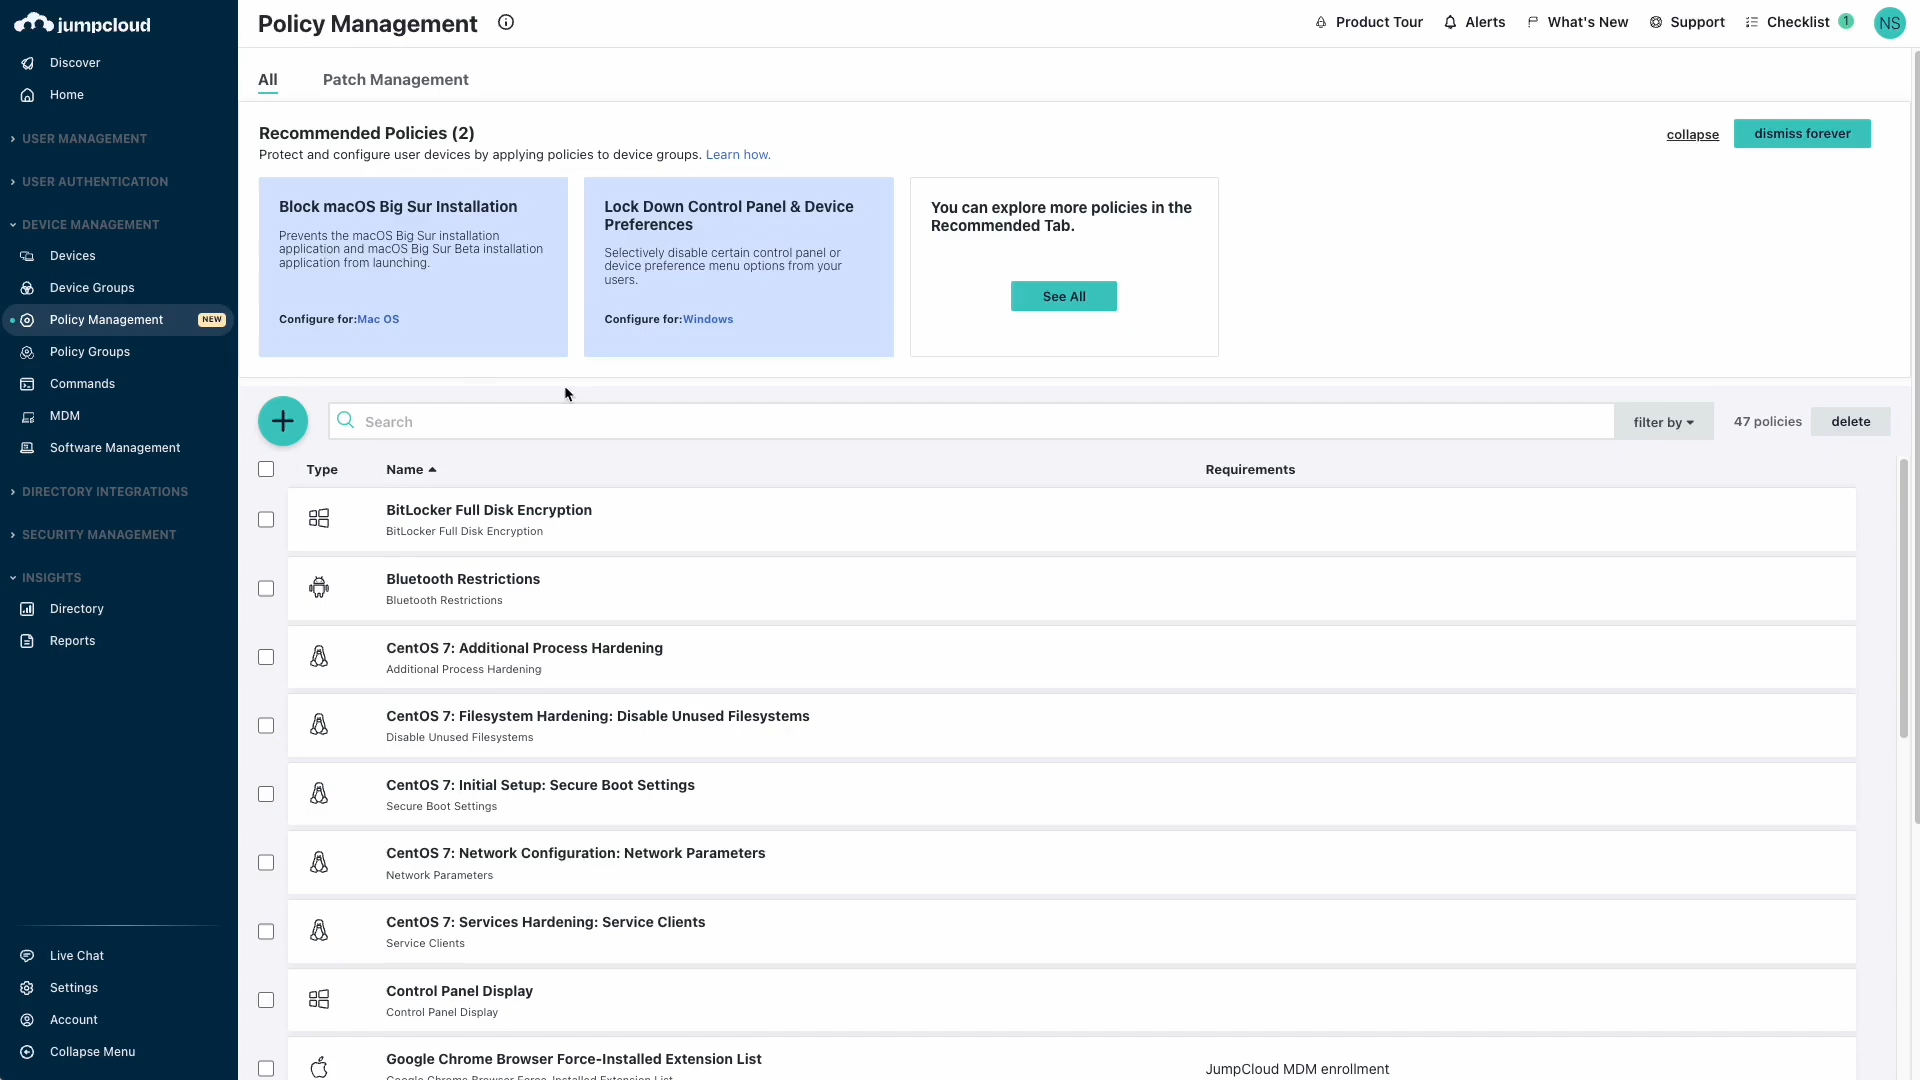 jumpcloud
Discover
Home
USER MANAGEMENT
USER AUTHENTICATION
DEVICE MANAGEMENT
Devices
Device Groups
Policy Management NEW
Policy Groups
Commands
MDM
Software Management
DIRECTORY INTEGRATIONS
SECURITY MANAGEMENT
INSIGHTS
Directory
Reports
Live Chat
Settings
Account
Collapse Menu
Policy Management
Product Tour Alerts What's New Support Checklist 1 NS
All Patch Management
Recommended Policies (2)
Protect and configure user devices by applying policies to device groups. Learn how.
collapse dismiss forever
Block macOS Big Sur Installation
Prevents the macOS Big Sur installation
application and macOS Big Sur Beta installation
application from launching.
Configure for:Mac OS
Lock Down Control Panel & Device
Preferences
Selectively disable certain control panel or
device preference menu options from your
users.
Configure for:Windows
You can explore more policies in the
Recommended Tab.
See All
Search filter by 47 policies delete
Type Name Requirements
BitLocker Full Disk Encryption
BitLocker Full Disk Encryption
Bluetooth Restrictions
Bluetooth Restrictions
CentOS 7: Additional Process Hardening
Additional Process Hardening
CentOS 7: Filesystem Hardening: Disable Unused Filesystems
Disable Unused Filesystems
CentOS 7: Initial Setup: Secure Boot Settings
Secure Boot Settings
CentOS 7: Network Configuration: Network Parameters
Network Parameters
CentOS 7: Services Hardening: Service Clients
Service Clients
Control Panel Display
Control Panel Display
Google Chrome Browser Force-Installed Extension List
JumpCloud MDM enrollment
Google Chrome Browser Force-Installed Extension List